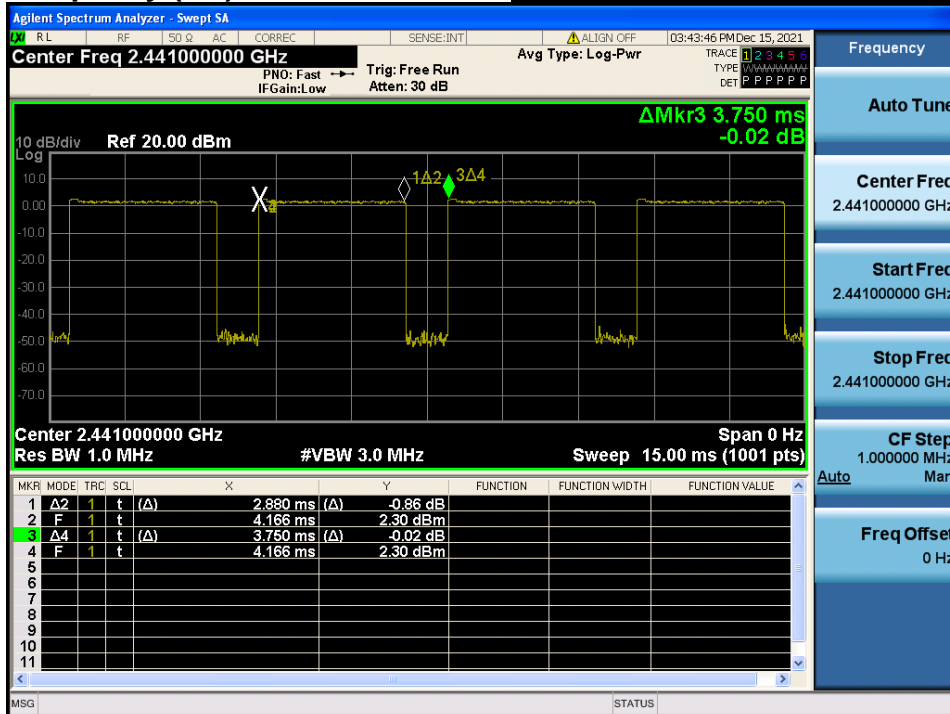 Agilent Spectrum Analyzer - Swept SA
LXI RL RF 50 Ω AC CORREC SENSE:INT ALIGN OFF 03:43:46 PM Dec 15, 2021
Center Freq 2.441000000 GHz
PNO: Fast
IFGain:Low
Trig: Free Run
Atten: 30 dB
Avg Type: Log-Pwr
TRACE 1 2 3 4 5 6
TYPE WWWWWW
DET P P P P P P
ΔMkr3 3.750 ms
-0.02 dB
10 dB/div Ref 20.00 dBm
Log
10.0
0.00
-10.0
-20.0
-30.0
-40.0
-50.0
-60.0
-70.0
X
1Δ2
3Δ4
Center 2.441000000 GHz Span 0 Hz
Res BW 1.0 MHz #VBW 3.0 MHz Sweep 15.00 ms (1001 pts)
MKR MODE TRC SCL X Y FUNCTION FUNCTION WIDTH FUNCTION VALUE
1 Δ2 1 t (Δ) 2.880 ms (Δ) -0.86 dB
2 F 1 t 4.166 ms 2.30 dBm
3 Δ4 1 t (Δ) 3.750 ms (Δ) -0.02 dB
4 F 1 t 4.166 ms 2.30 dBm
5
6
7
8
9
10
11
MSG STATUS
Frequency
Auto Tune
Center Freq
2.441000000 GHz
Start Freq
2.441000000 GHz
Stop Freq
2.441000000 GHz
CF Step
1.000000 MHz
Auto Man
Freq Offset
0 Hz